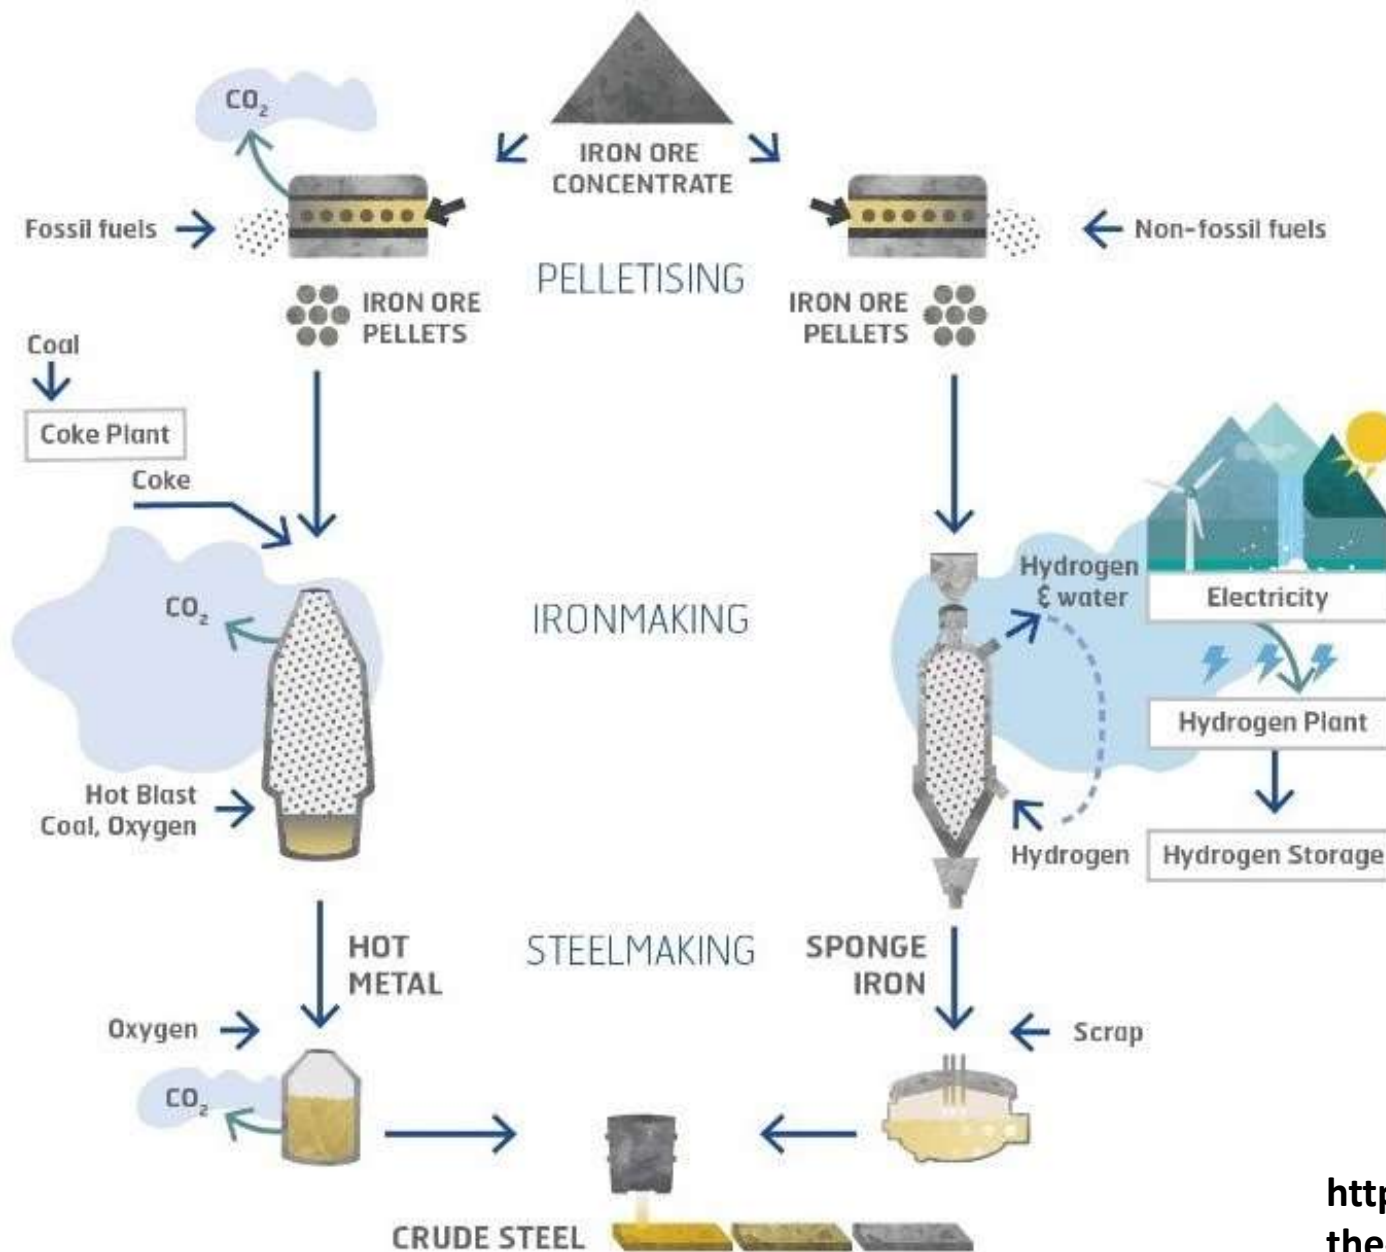 CO₂
IRON ORE
CONCENTRATE
Fossil fuels
Non-fossil fuels
PELLETISING
IRON ORE
PELLETS
IRON ORE
PELLETS
Coal
Coke Plant
Coke
CO₂
IRONMAKING
Hydrogen
& water
Electricity
Hydrogen Plant
Hot Blast
Coal, Oxygen
Hydrogen
Hydrogen Storage
HOT
METAL
STEELMAKING
SPONGE
IRON
Oxygen
Scrap
CO₂
CRUDE STEEL
http
the